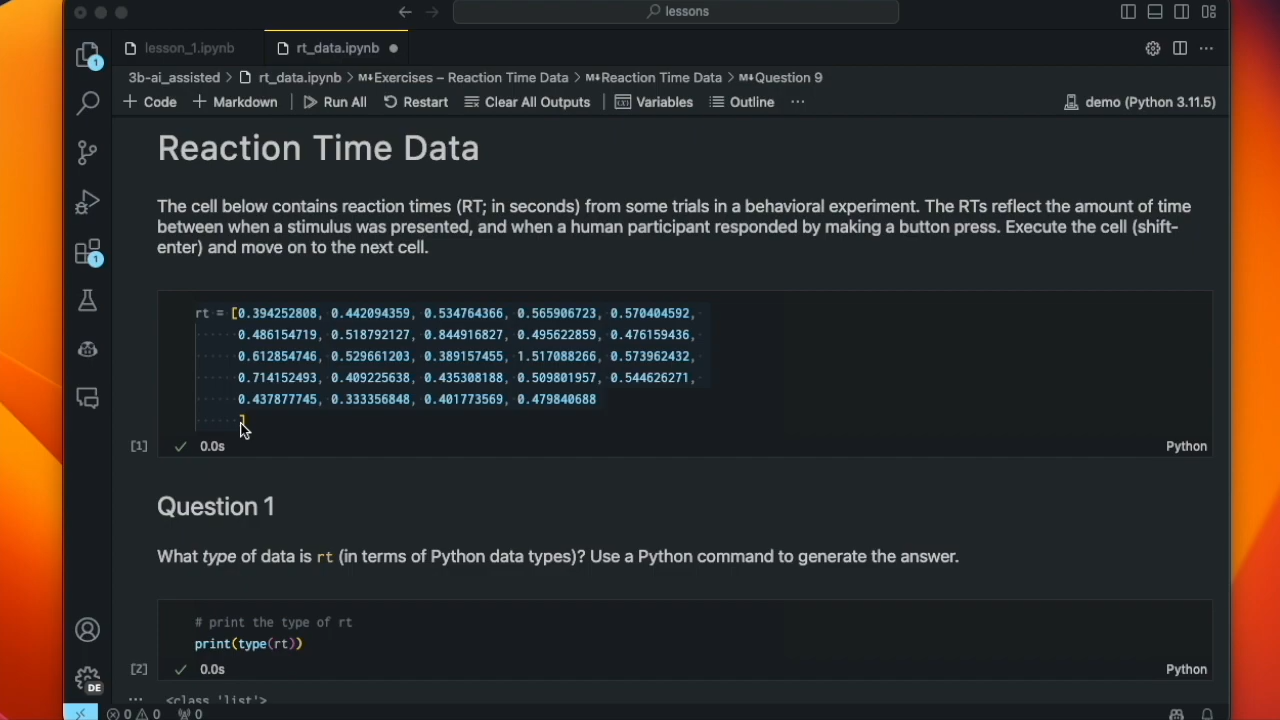 lessons
lesson_1.ipynb
rt_data.ipynb
3b-ai_assisted > rt_data.ipynb > M↓Exercises – Reaction Time Data > M↓Reaction Time Data > M↓Question 9
+ Code + Markdown Run All Restart Clear All Outputs Variables Outline ··· demo (Python 3.11.5)
1
Reaction Time Data
The cell below contains reaction times (RT; in seconds) from some trials in a behavioral experiment. The RTs reflect the amount of time
between when a stimulus was presented, and when a human participant responded by making a button press. Execute the cell (shift-
enter) and move on to the next cell.
1
rt = [0.394252808, 0.442094359, 0.534764366, 0.565906723, 0.570404592,
0.486154719, 0.518792127, 0.844916827, 0.495622859, 0.476159436,
0.612854746, 0.529661203, 0.389157455, 1.517088266, 0.573962432,
0.714152493, 0.409225638, 0.435308188, 0.509801957, 0.544626271,
0.437877745, 0.333356848, 0.401773569, 0.479840688
]
[1] ✓ 0.0s Python
Question 1
What type of data is rt (in terms of Python data types)? Use a Python command to generate the answer.
# print the type of rt
print(type(rt))
[2] ✓ 0.0s Python
DE
··· <class 'list'>
0 0 0